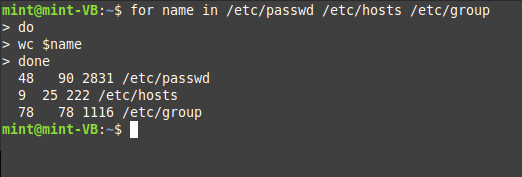 mint@mint-VB:~$ for name in /etc/passwd /etc/hosts /etc/group
> do
> wc $name
> done
  48   90 2831 /etc/passwd
  9  25 222 /etc/hosts
  78   78 1116 /etc/group
mint@mint-VB:~$